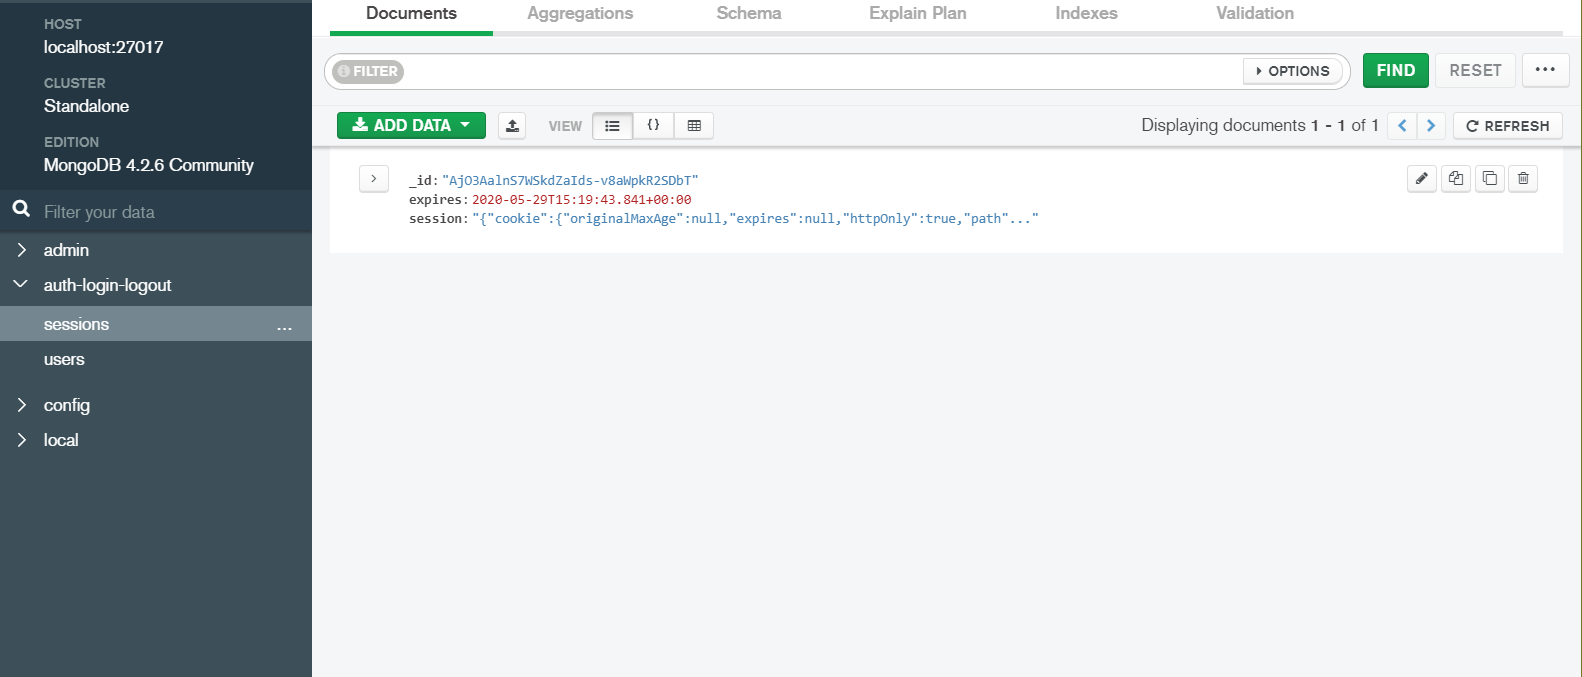 HOST
localhost:27017
CLUSTER
Standalone
EDITION
MongoDB 4.2.6 Community
Filter your data
admin
auth-login-logout
sessions ...
users
config
local
Documents Aggregations Schema Explain Plan Indexes Validation
FILTER OPTIONS FIND RESET ...
ADD DATA VIEW {} Displaying documents 1 - 1 of 1 < > REFRESH
_id: "AjO3AalnS7WSkdZaIds-v8aWpkR2SDbT"
expires: 2020-05-29T15:19:43.841+00:00
session: "{"cookie":{"originalMaxAge":null,"expires":null,"httpOnly":true,"path"..."